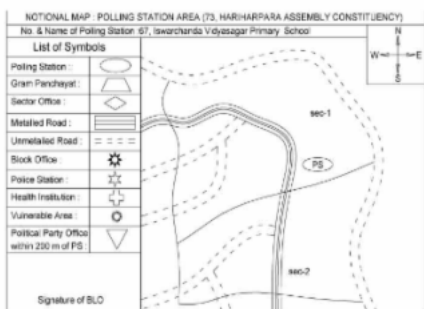 NOTIONAL MAP : POLLING STATION AREA (73, HARIHARPARA ASSEMBLY CONSTITUENCY)
No. & Name of Polling Station :67, Iswarchanda Vidyasagar Primary School
N
W E
S
List of Symbols
Polling Station :
Gram Panchayat :
Sector Office :
Metalled Road :
Unmetalled Road :
Block Office :
Police Station :
Health Institution :
Vulnerable Area :
Political Party Office
within 200 m of PS :
Signature of BLO
sec-1
PS
sec-2